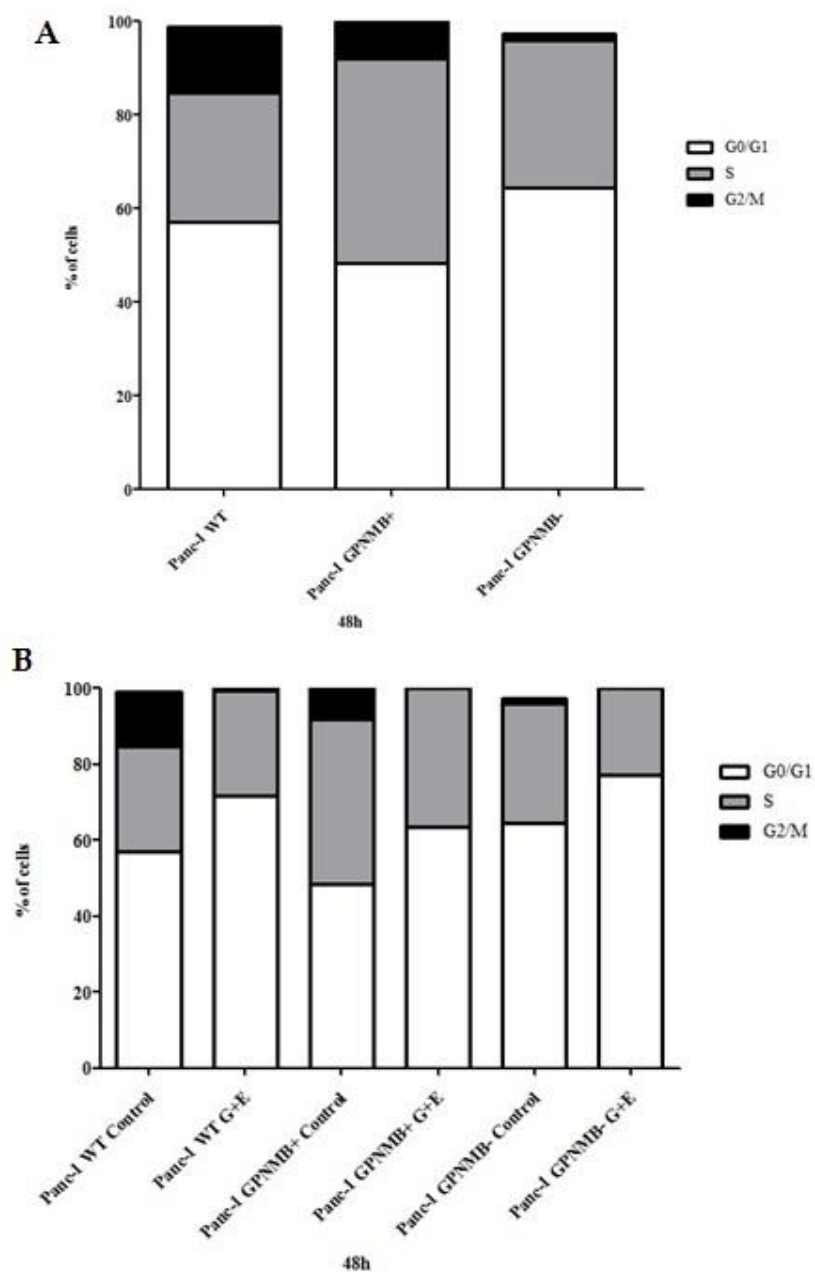 A
100
80
60
40
20
0
% of cells
Panc-1 WT
Panc-1 GPNMB+
Panc-1 GPNMB-
48h
G0/G1
S
G2/M
B
100
80
60
40
20
0
% of cells
Panc-1 WT Control
Panc-1 WT G+E
Panc-1 GPNMB+ Control
Panc-1 GPNMB+ G+E
Panc-1 GPNMB- Control
Panc-1 GPNMB- G+E
48h
G0/G1
S
G2/M